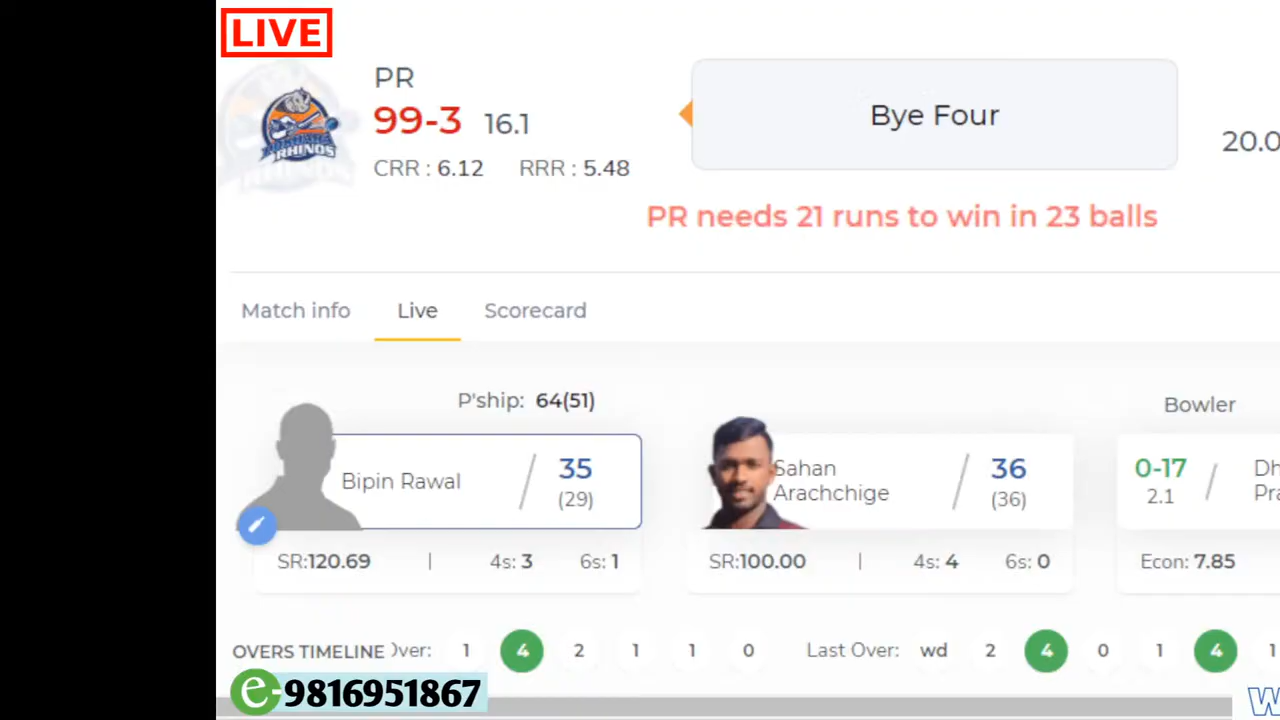 LIVE
PR
99-3 16.1
CRR : 6.12 RRR : 5.48
RHINOS
Bye Four
20.0
PR needs 21 runs to win in 23 balls
Match info Live Scorecard
P'ship: 64(51)
Bipin Rawal 35 (29)
SR:120.69 | 4s: 3 6s: 1
Sahan Arachchige 36 (36)
SR:100.00 | 4s: 4 6s: 0
Bowler
0-17 2.1
Econ: 7.85
OVERS TIMELINE Over: 1 4 2 1 1 0 Last Over: wd 2 4 0 1 4 1
e-9816951867